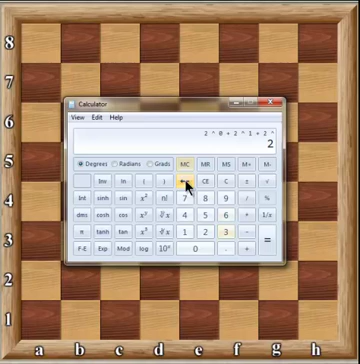 8
7
6
5
4
3
2
1
Calculator
View Edit Help
2 ^ 0 + 2 ^ 1 + 2 ^
2
Degrees Radians Grads MC MR MS M+ M-
Inv ln ( ) ← CE C ± √
Int sinh sin x² n! 7 8 9 / %
dms cosh cos xʸ ʸ√x 4 5 6 * 1/x
π tanh tan x³ ³√x 1 2 3 - =
F-E Exp Mod log 10ˣ 0 . +
a b c d e f g h